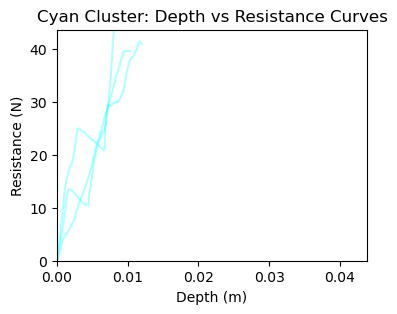 Cyan Cluster: Depth vs Resistance Curves
Resistance (N)
40
30
20
10
0
0.00 0.01 0.02 0.03 0.04
Depth (m)